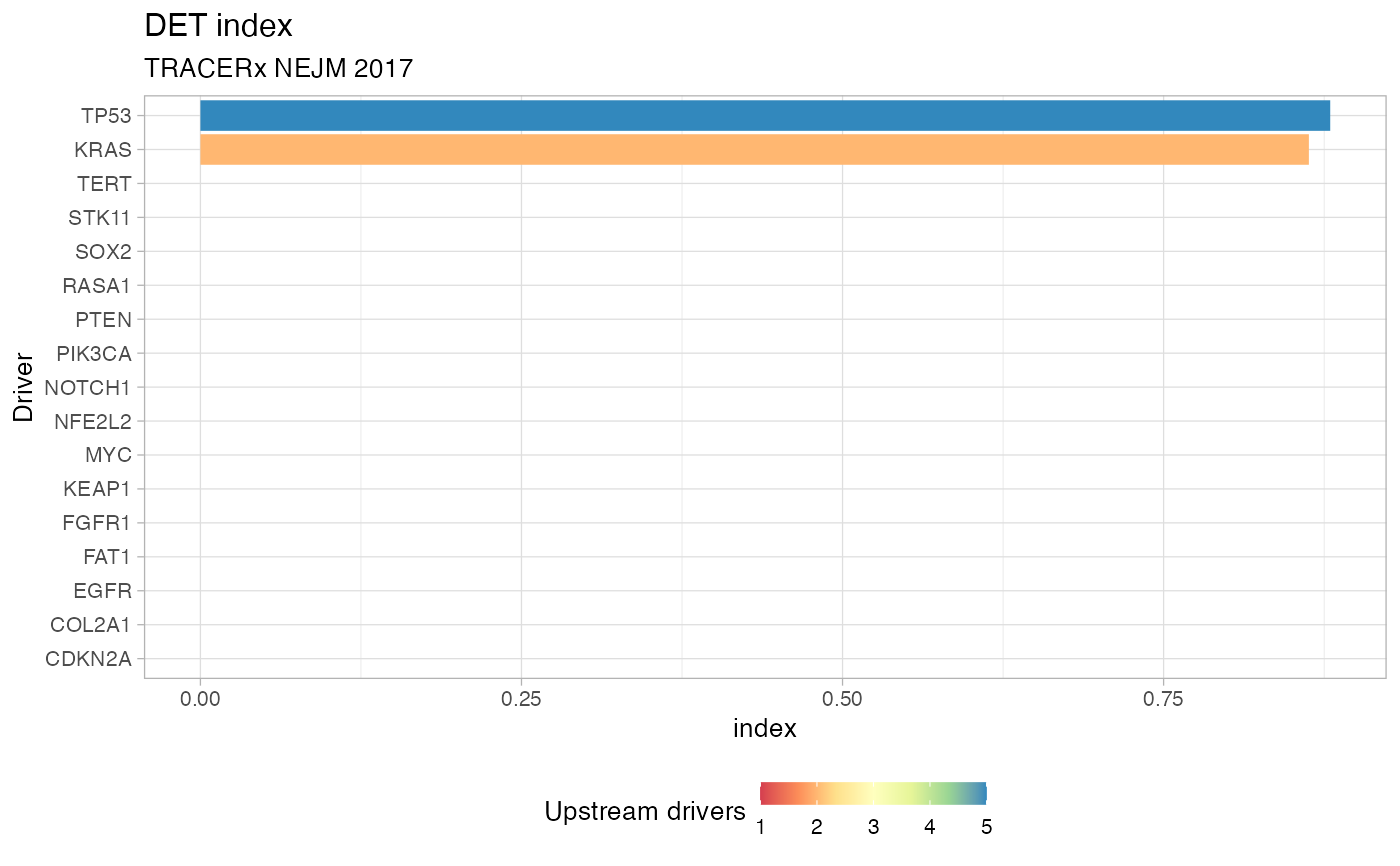 DET index
TRACERx NEJM 2017
Driver
TP53
KRAS
TERT
STK11
SOX2
RASA1
PTEN
PIK3CA
NOTCH1
NFE2L2
MYC
KEAP1
FGFR1
FAT1
EGFR
COL2A1
CDKN2A
0.00 0.25 0.50 0.75
index
Upstream drivers
1 2 3 4 5